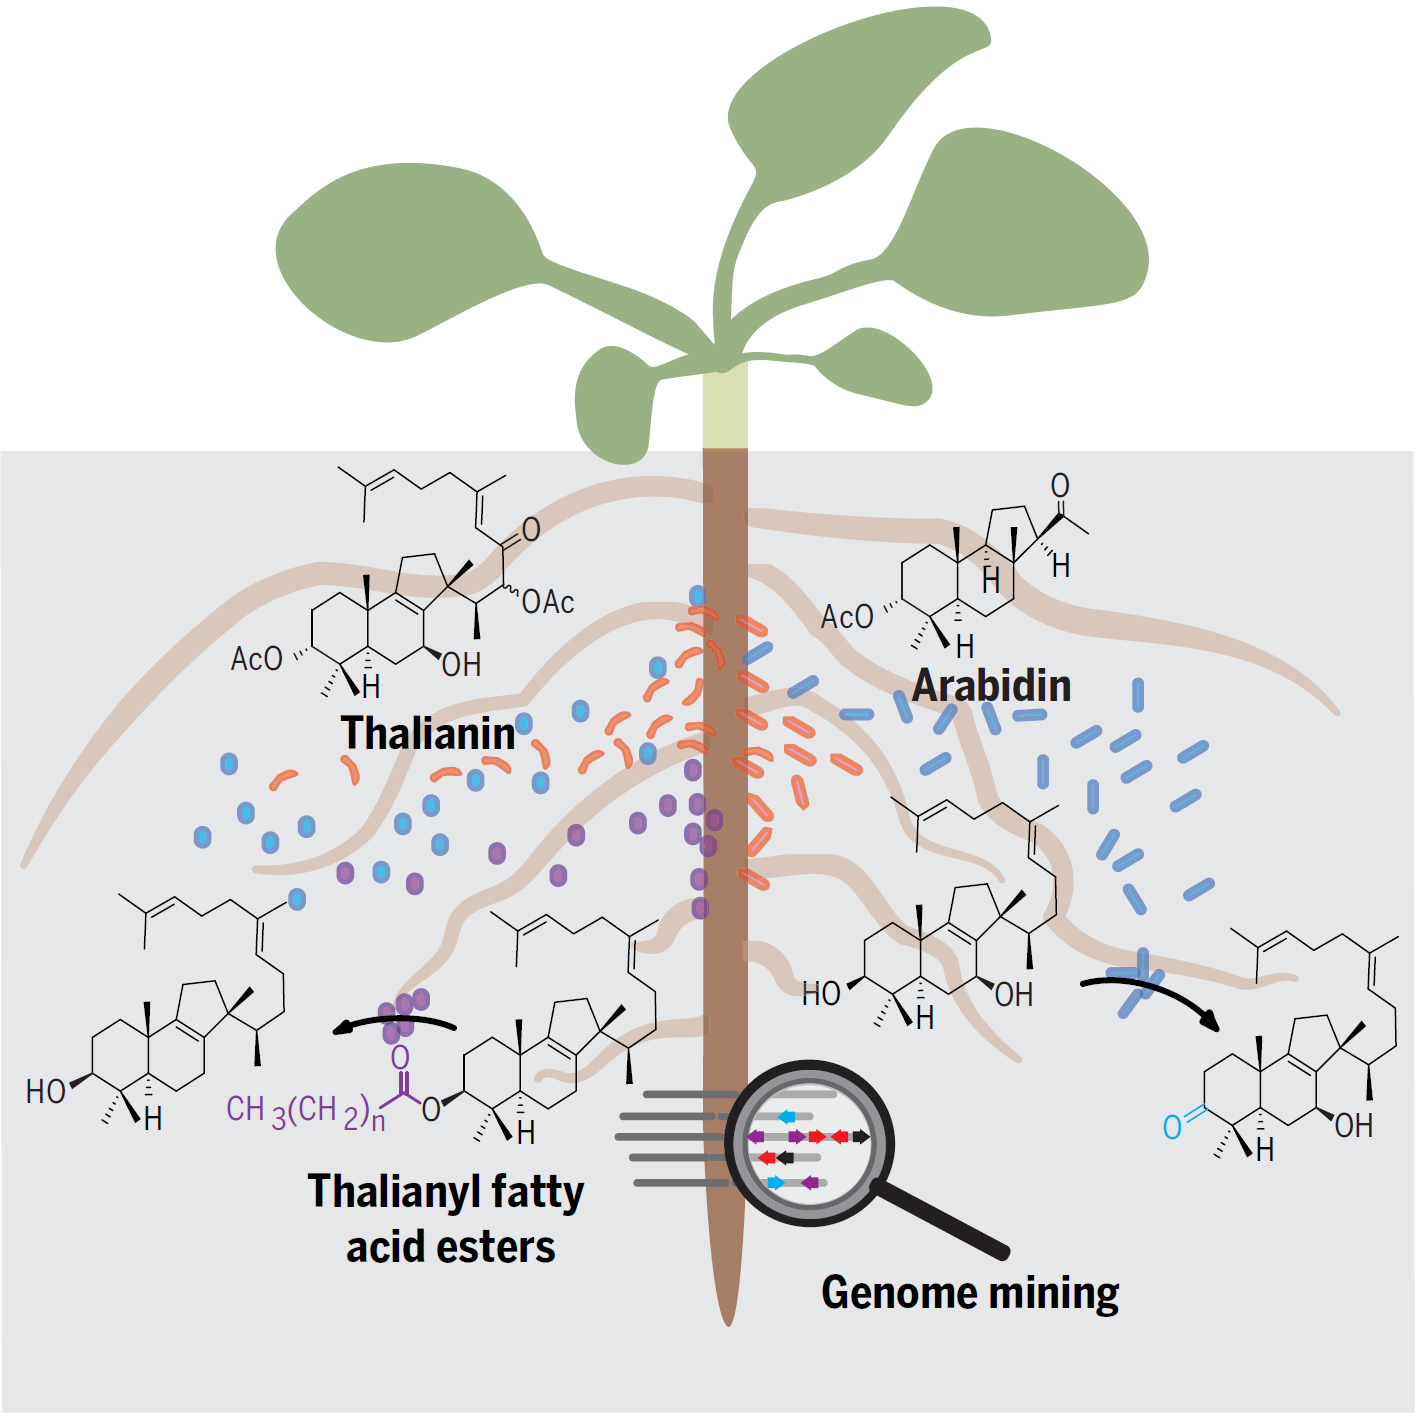 O
O
OAc
AcO
H
OH
Thalianin
O
H
H
AcO
H
Arabidin
HO
H
OH
HO
H
O
CH3(CH2)n
O
H
Thalianyl fatty
acid esters
O
H
OH
Genome mining